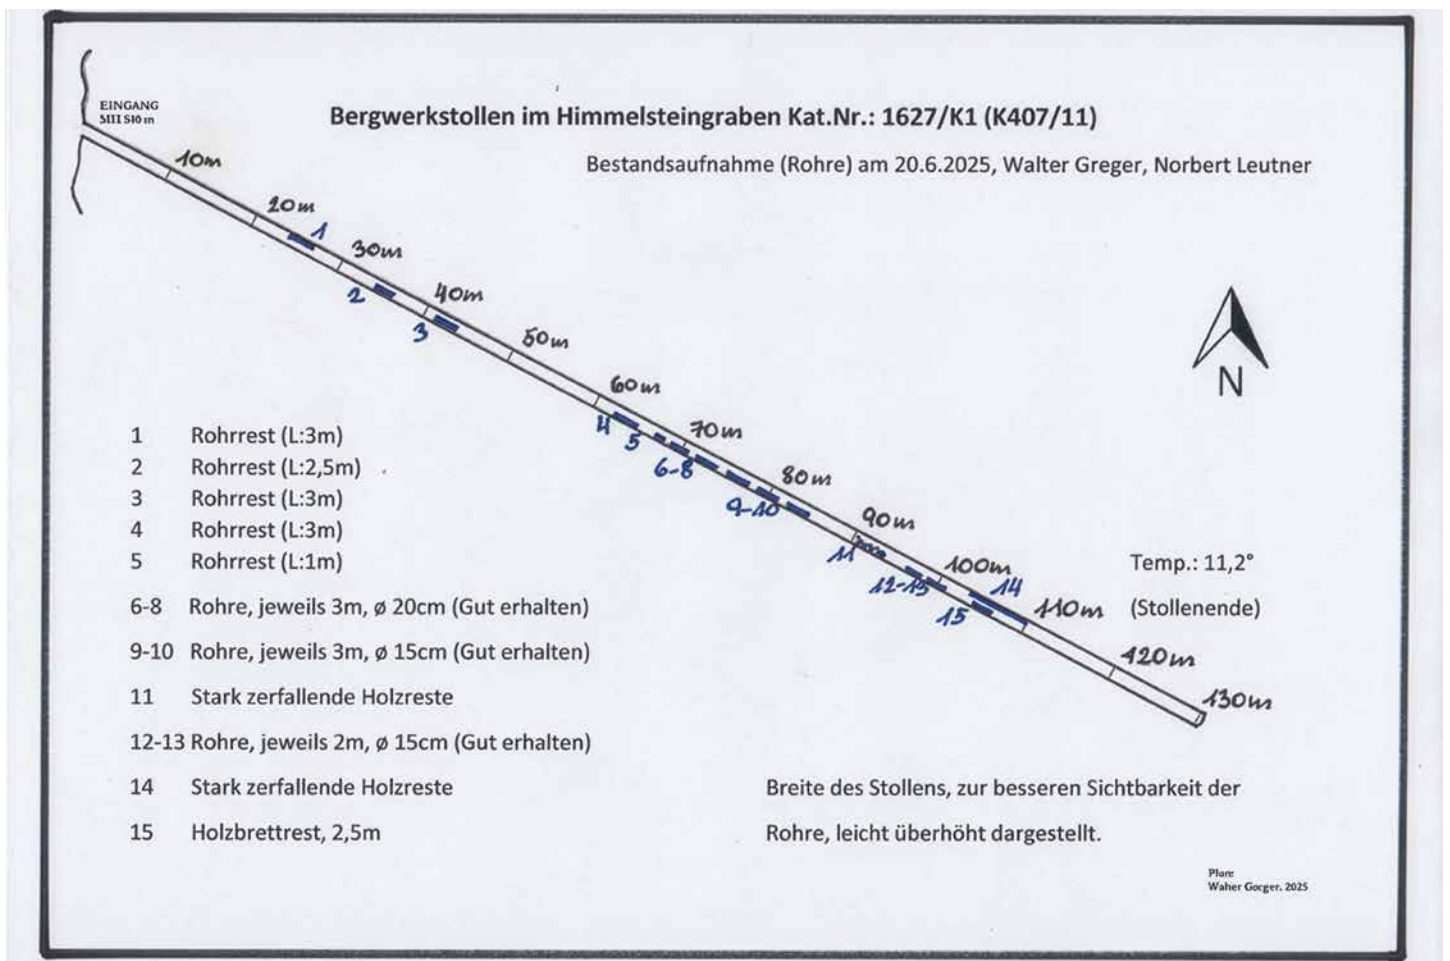 EINGANG
Bergwerkstollen im Himmelsteingraben Kat.Nr.: 1627/K1 (K407/11)
Bestandsaufnahme (Rohre) am 20.6.2025, Walter Greger, Norbert Leutner
10m
20m
1
30m
2
40m
3
50m
60m
4
5
70m
6-8
80m
9-10
90m
11
100m
12-13
14
15
110m
120m
130m
N
1 Rohrrest (L:3m)
2 Rohrrest (L:2,5m)
3 Rohrrest (L:3m)
4 Rohrrest (L:3m)
5 Rohrrest (L:1m)
6-8 Rohre, jeweils 3m, ø 20cm (Gut erhalten)
9-10 Rohre, jeweils 3m, ø 15cm (Gut erhalten)
11 Stark zerfallende Holzreste
12-13 Rohre, jeweils 2m, ø 15cm (Gut erhalten)
14 Stark zerfallende Holzreste
15 Holzbrettrest, 2,5m
Temp.: 11,2°
(Stollenende)
Breite des Stollens, zur besseren Sichtbarkeit der
Rohre, leicht überhöht dargestellt.
2025